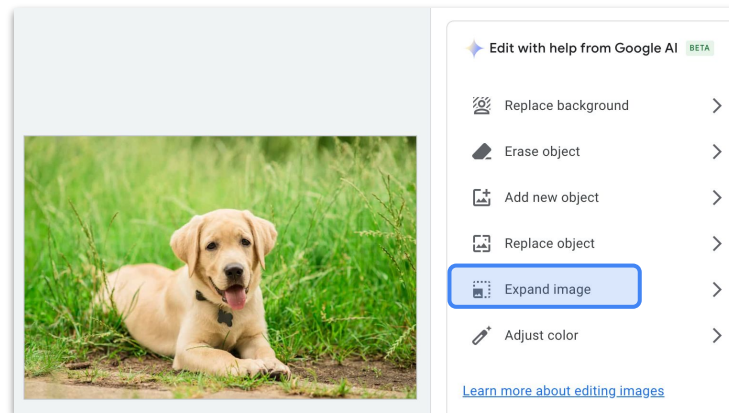 Edit with help from Google AI BETA
Replace background
Erase object
Add new object
Replace object
Expand image
Adjust color
Learn more about editing images